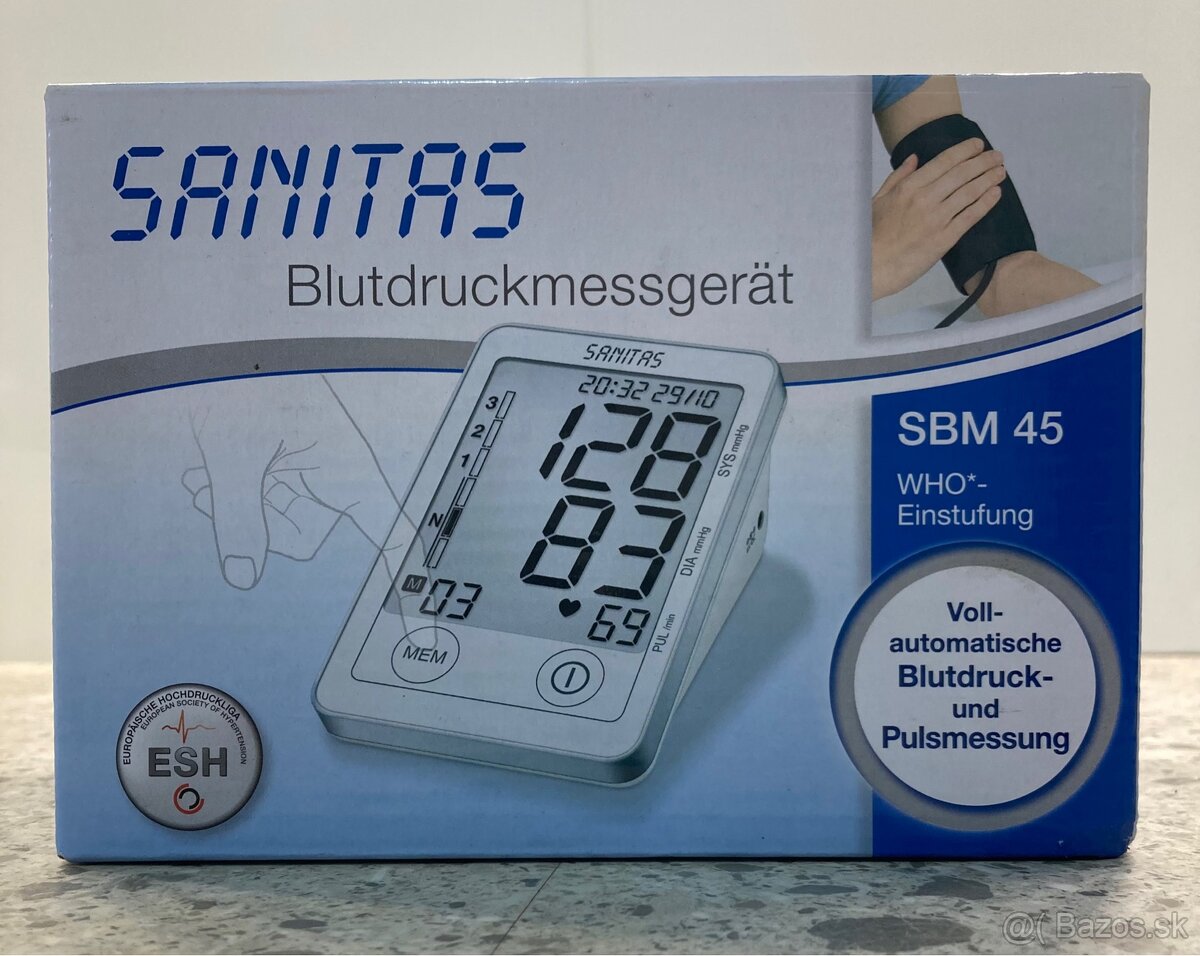 SANITAS
Blutdruckmessgerät
SANITAS
20:32 29/10
3
2
1
N
128
SYS mmHg
83
DIA mmHg
M 03
69
PUL /min
MEM
SBM 45
WHO*-
Einstufung
Voll-
automatische
Blutdruck-
und
Pulsmessung
EUROPÄISCHE HOCHDRUCKLIGA
EUROPEAN SOCIETY OF HYPERTENSION
ESH
@( Bazos.sk